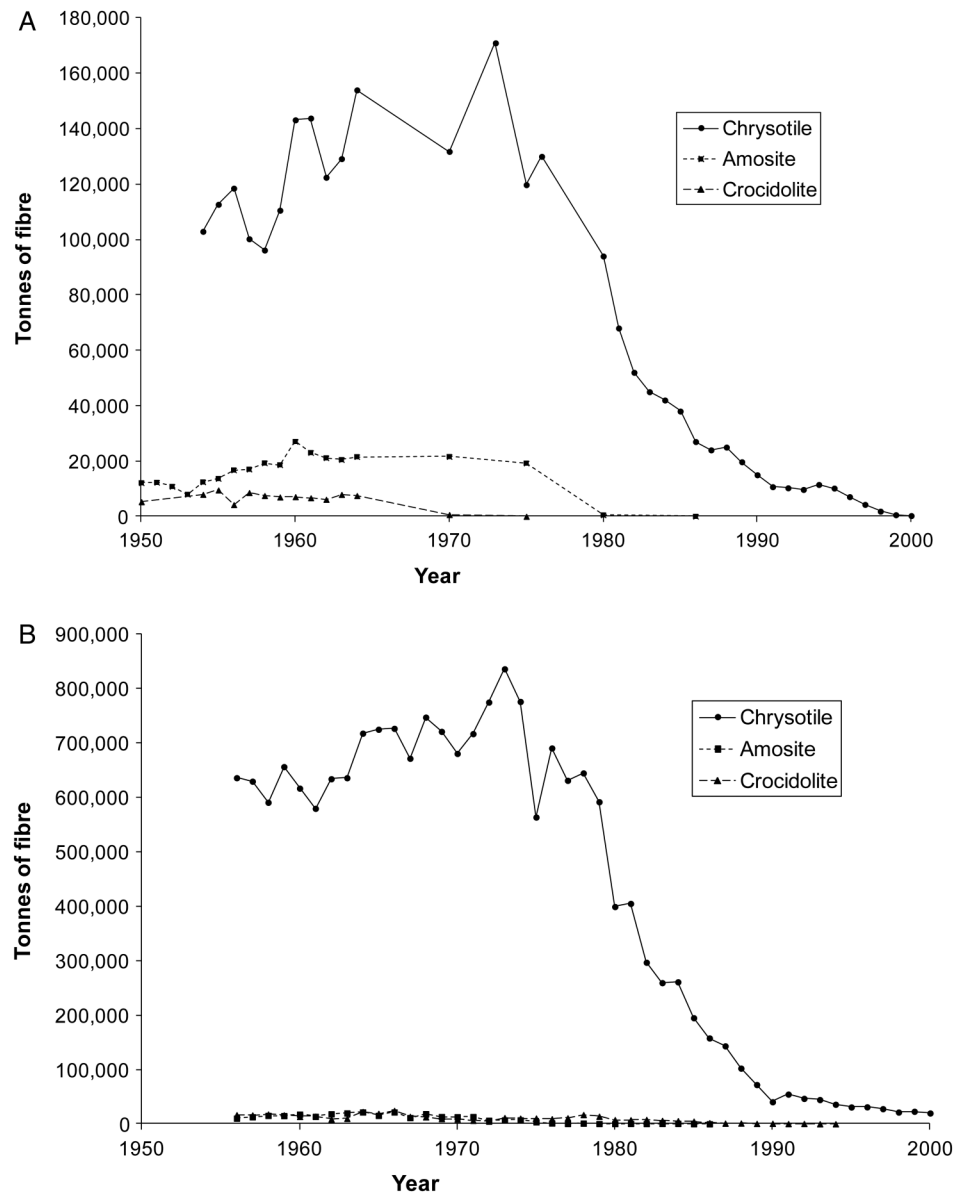 A
180,000
160,000
140,000
120,000
100,000
80,000
60,000
40,000
20,000
0
Tonnes of fibre
Chrysotile
Amosite
Crocidolite
1950 1960 1970 1980 1990 2000
Year
B
900,000
800,000
700,000
600,000
500,000
400,000
300,000
200,000
100,000
0
Tonnes of fibre
Chrysotile
Amosite
Crocidolite
1950 1960 1970 1980 1990 2000
Year